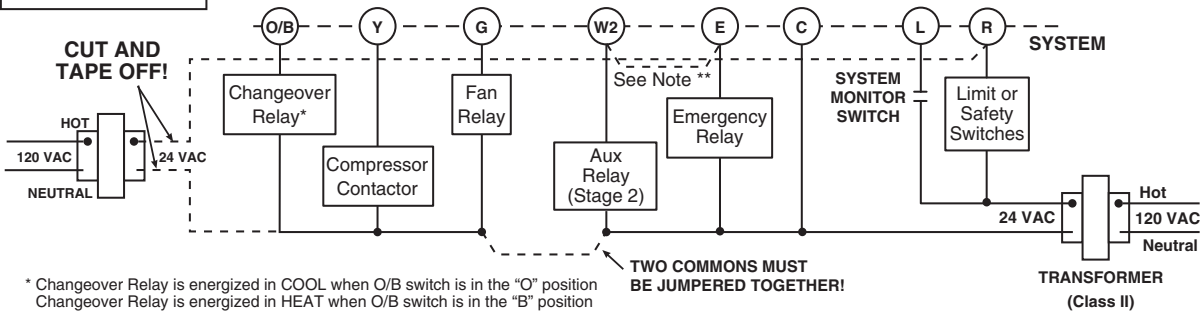 O/B Y G W2 E C L R
SYSTEM
CUT AND
TAPE OFF!
See Note **
SYSTEM
MONITOR
SWITCH
Changeover
Relay*
Fan
Relay
Emergency
Relay
Limit or
Safety
Switches
HOT
120 VAC
24 VAC
NEUTRAL
Compressor
Contactor
Aux
Relay
(Stage 2)
24 VAC
Hot
120 VAC
Neutral
TWO COMMONS MUST
BE JUMPERED TOGETHER!
TRANSFORMER
(Class II)
* Changeover Relay is energized in COOL when O/B switch is in the “O” position
Changeover Relay is energized in HEAT when O/B switch is in the “B” position